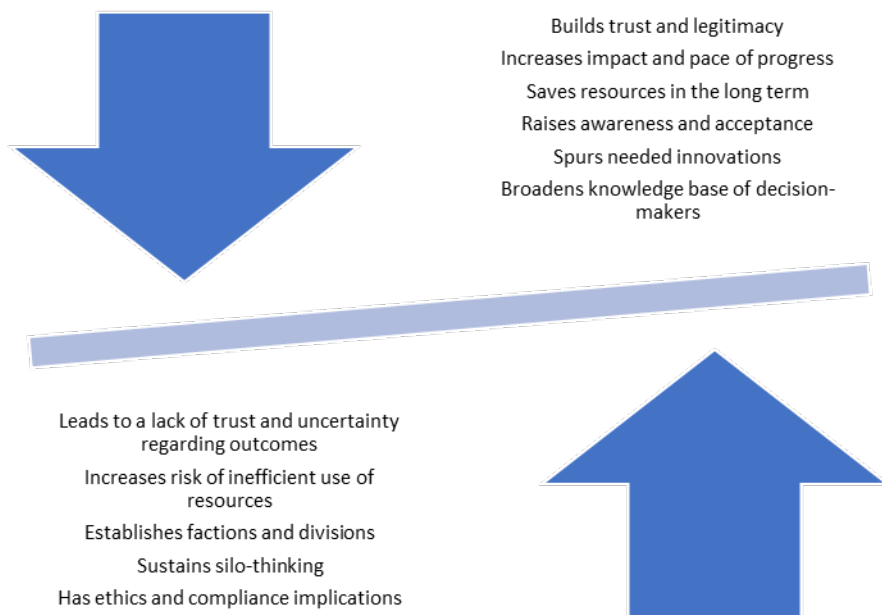 Builds trust and legitimacy
Increases impact and pace of progress
Saves resources in the long term
Raises awareness and acceptance
Spurs needed innovations
Broadens knowledge base of decision-
makers
Leads to a lack of trust and uncertainty
regarding outcomes
Increases risk of inefficient use of
resources
Establishes factions and divisions
Sustains silo-thinking
Has ethics and compliance implications